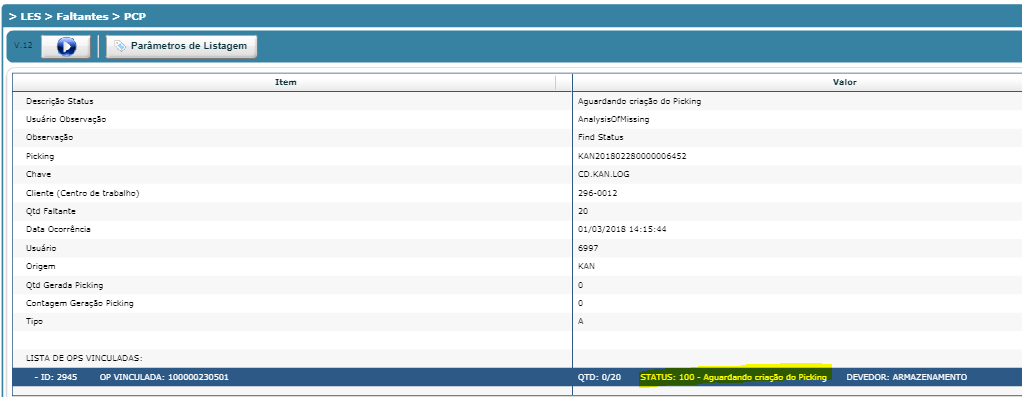 > LES > Faltantes > PCP
V.12 Parâmetros de Listagem
Item Valor
Descrição Status Aguardando criação do Picking
Usuário Observação AnalysisOfMissing
Observação Find Status
Picking KAN201802280000006452
Chave CD.KAN.LOG
Cliente (Centro de trabalho) 296-0012
Qtd Faltante 20
Data Ocorrência 01/03/2018 14:15:44
Usuário 6997
Origem KAN
Qtd Gerada Picking 0
Contagem Geração Picking 0
Tipo A
LISTA DE OPS VINCULADAS:
- ID: 2945 OP VINCULADA: 100000230501 QTD: 0/20 STATUS: 100 - Aguardando criação do Picking DEVEDOR: ARMAZENAMENTO